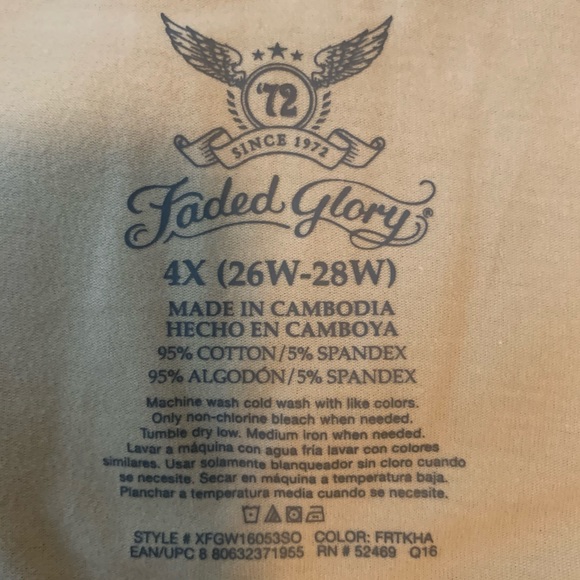 '72
SINCE 1972
Faded Glory®
4X (26W-28W)
MADE IN CAMBODIA
HECHO EN CAMBOYA
95% COTTON/5% SPANDEX
95% ALGODÓN/5% SPANDEX
Machine wash cold wash with like colors.
Only non-chlorine bleach when needed.
Tumble dry low. Medium iron when needed.
Lavar a máquina con agua fria lavar con colores
similares. Usar solamente blanqueador sin cloro cuando
se necesite. Secar en máquina a temperatura baja.
Planchar a temperatura media cuando se necesite.
STYLE # XFGW16053SO COLOR: FRTKHA
EAN/UPC 8 80632371955 RN # 52469 Q16